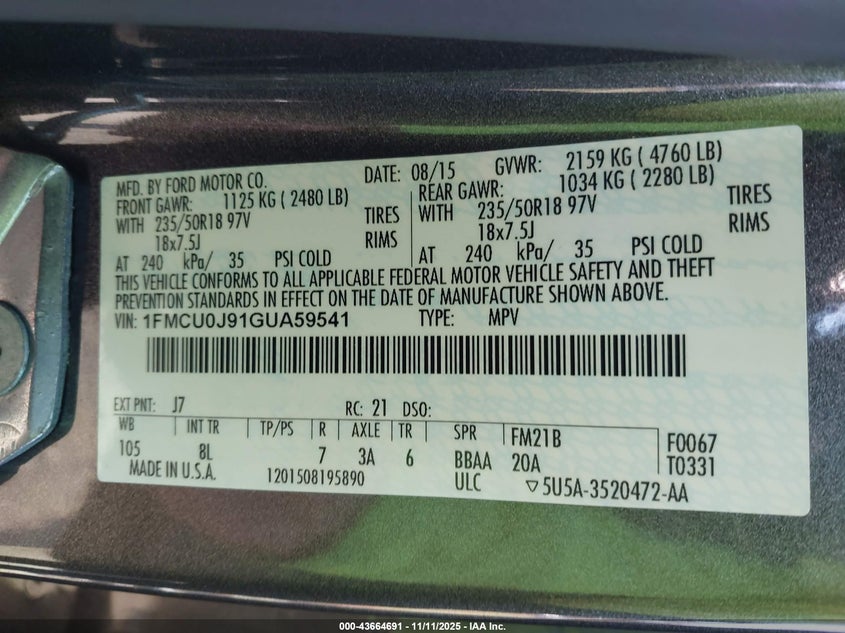 MFD. BY FORD MOTOR CO. DATE: 08/15 GVWR: 2159 KG ( 4760 LB)
FRONT GAWR: 1125 KG ( 2480 LB) REAR GAWR: 1034 KG ( 2280 LB)
WITH 235/50R18 97V TIRES WITH 235/50R18 97V TIRES
18x7.5J RIMS 18x7.5J RIMS
AT 240 kPa/ 35 PSI COLD AT 240 kPa/ 35 PSI COLD
THIS VEHICLE CONFORMS TO ALL APPLICABLE FEDERAL MOTOR VEHICLE SAFETY AND THEFT
PREVENTION STANDARDS IN EFFECT ON THE DATE OF MANUFACTURE SHOWN ABOVE.
VIN: 1FMCU0J91GUA59541 TYPE: MPV
EXT PNT: J7 RC: 21 DSO:
WB INT TR TP/PS R AXLE TR SPR FM21B F0067
105 8L 7 3A 6 BBAA 20A T0331
MADE IN U.S.A. 1201508195890 ULC ▽5U5A-3520472-AA
000-43664691 - 11/11/2025 - IAA Inc.